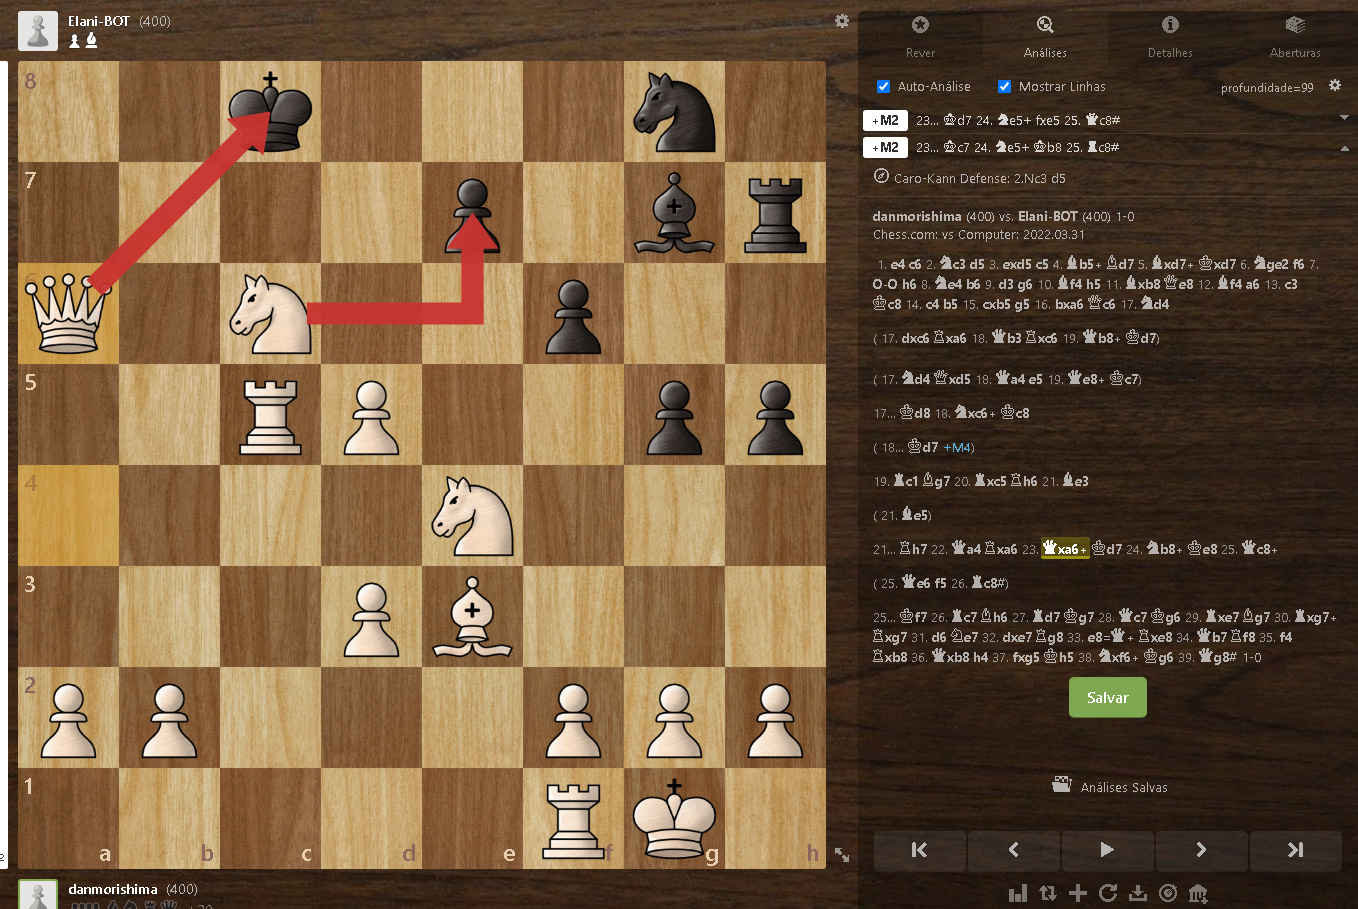 Elani-BOT (400)
8
7
6
5
4
3
2
1
a b c d e f g h
danmorishima (400)
Rever Análises Detalhes Aberturas
Auto-Análise Mostrar Linhas profundidade=99
+M2 23... ♔d7 24. ♞e5+ fxe5 25. ♛c8#
+M2 23... ♔c7 24. ♞e5+ ♔b8 25. ♜c8#
Caro-Kann Defense: 2.Nc3 d5
danmorishima (400) vs. Elani-BOT (400) 1-0
Chess.com: vs Computer: 2022.03.31
1. e4 c6 2. ♞c3 d5 3. exd5 c5 4. ♝b5+ ♗d7 5. ♝xd7+ ♔xd7 6. ♞ge2 f6 7.
O-O h6 8. ♞e4 b6 9. d3 g6 10. ♝f4 h5 11. ♝xb8 ♕e8 12. ♝f4 a6 13. c3
♔c8 14. c4 b5 15. cxb5 g5 16. bxa6 ♕c6 17. ♞d4
( 17. dxc6 ♖xa6 18. ♛b3 ♖xc6 19. ♛b8+ ♔d7)
( 17. ♞d4 ♕xd5 18. ♛a4 e5 19. ♛e8+ ♔c7)
17... ♔d8 18. ♞xc6+ ♔c8
( 18... ♔d7 +M4)
19. ♜c1 ♗g7 20. ♜xc5 ♖h6 21. ♝e3
( 21. ♝e5)
21... ♖h7 22. ♛a4 ♖xa6 23. ♛xa6+ ♔d7 24. ♞b8+ ♔e8 25. ♛c8+
( 25. ♛e6 f5 26. ♜c8#)
25... ♔f7 26. ♜c7 ♗h6 27. ♜d7 ♔g7 28. ♛c7 ♔g6 29. ♜xe7 ♗g7 30. ♜xg7+
♖xg7 31. d6 ♘e7 32. dxe7 ♖g8 33. e8=♛+ ♖xe8 34. ♛b7 ♖f8 35. f4
♖xb8 36. ♛xb8 h4 37. fxg5 ♔h5 38. ♞xf6+ ♔g6 39. ♛g8# 1-0
Salvar
Análises Salvas